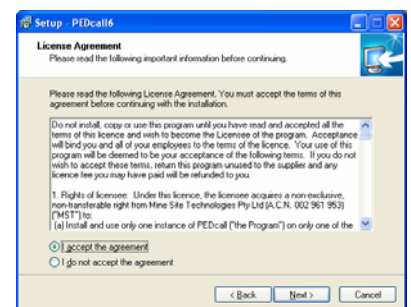 Setup - PEDcall6
License Agreement
Please read the following important information before continuing.
Please read the following License Agreement. You must accept the terms of this
agreement before continuing with the installation.
Do not install, copy or use this program until you have read and accepted all the
terms of this licence and wish to become the Licensee of the program. Acceptance
will bind you and all of your employees to the terms of the licence. Your use of this
program will be deemed to be your acceptance of the following terms. If you do not
wish to accept these terms, return this program unused to the supplier and any
licence fee you may have paid will be refunded to you.
1. Rights of licensee: Under this licence, the licensee acquires a non-exclusive,
non-transferable right from Mine Site Technologies Pty Ltd (A.C.N. 002 961 953)
("MST") to:
(a) Install and use only one instance of PEDcall ("the Program") on only one of the
I accept the agreement
I do not accept the agreement
< Back
Next >
Cancel